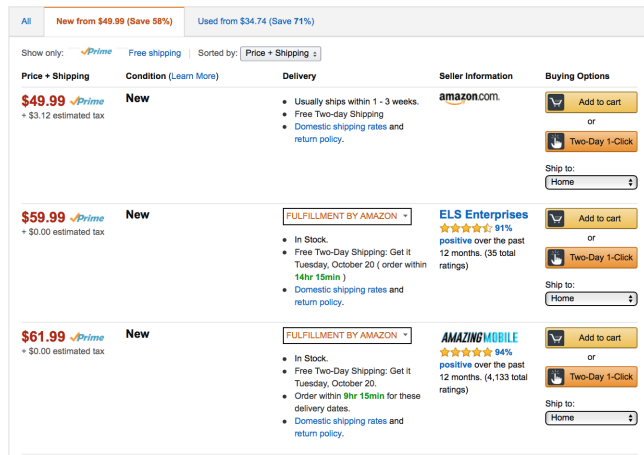 All New from $49.99 (Save 58%) Used from $34.74 (Save 71%)
Show only: Prime Free shipping | Sorted by: Price + Shipping
Price + Shipping Condition (Learn More) Delivery Seller Information Buying Options
$49.99 Prime
+ $3.12 estimated tax
New
• Usually ships within 1 - 3 weeks.
• Free Two-day Shipping
• Domestic shipping rates and
return policy.
amazon.com.
Add to cart
or
Two-Day 1-Click
Ship to:
Home
$59.99 Prime
+ $0.00 estimated tax
New
FULFILLMENT BY AMAZON
• In Stock.
• Free Two-Day Shipping: Get it
Tuesday, October 20 ( order within
14hr 15min )
• Domestic shipping rates and
return policy.
ELS Enterprises
91%
positive over the past
12 months. (35 total
ratings)
Add to cart
or
Two-Day 1-Click
Ship to:
Home
$61.99 Prime
+ $0.00 estimated tax
New
FULFILLMENT BY AMAZON
• In Stock.
• Free Two-Day Shipping: Get it
Tuesday, October 20.
• Order within 9hr 15min for these
delivery dates.
• Domestic shipping rates and
return policy.
AMAZING MOBILE
94%
positive over the past
12 months. (4,133 total
ratings)
Add to cart
or
Two-Day 1-Click
Ship to:
Home